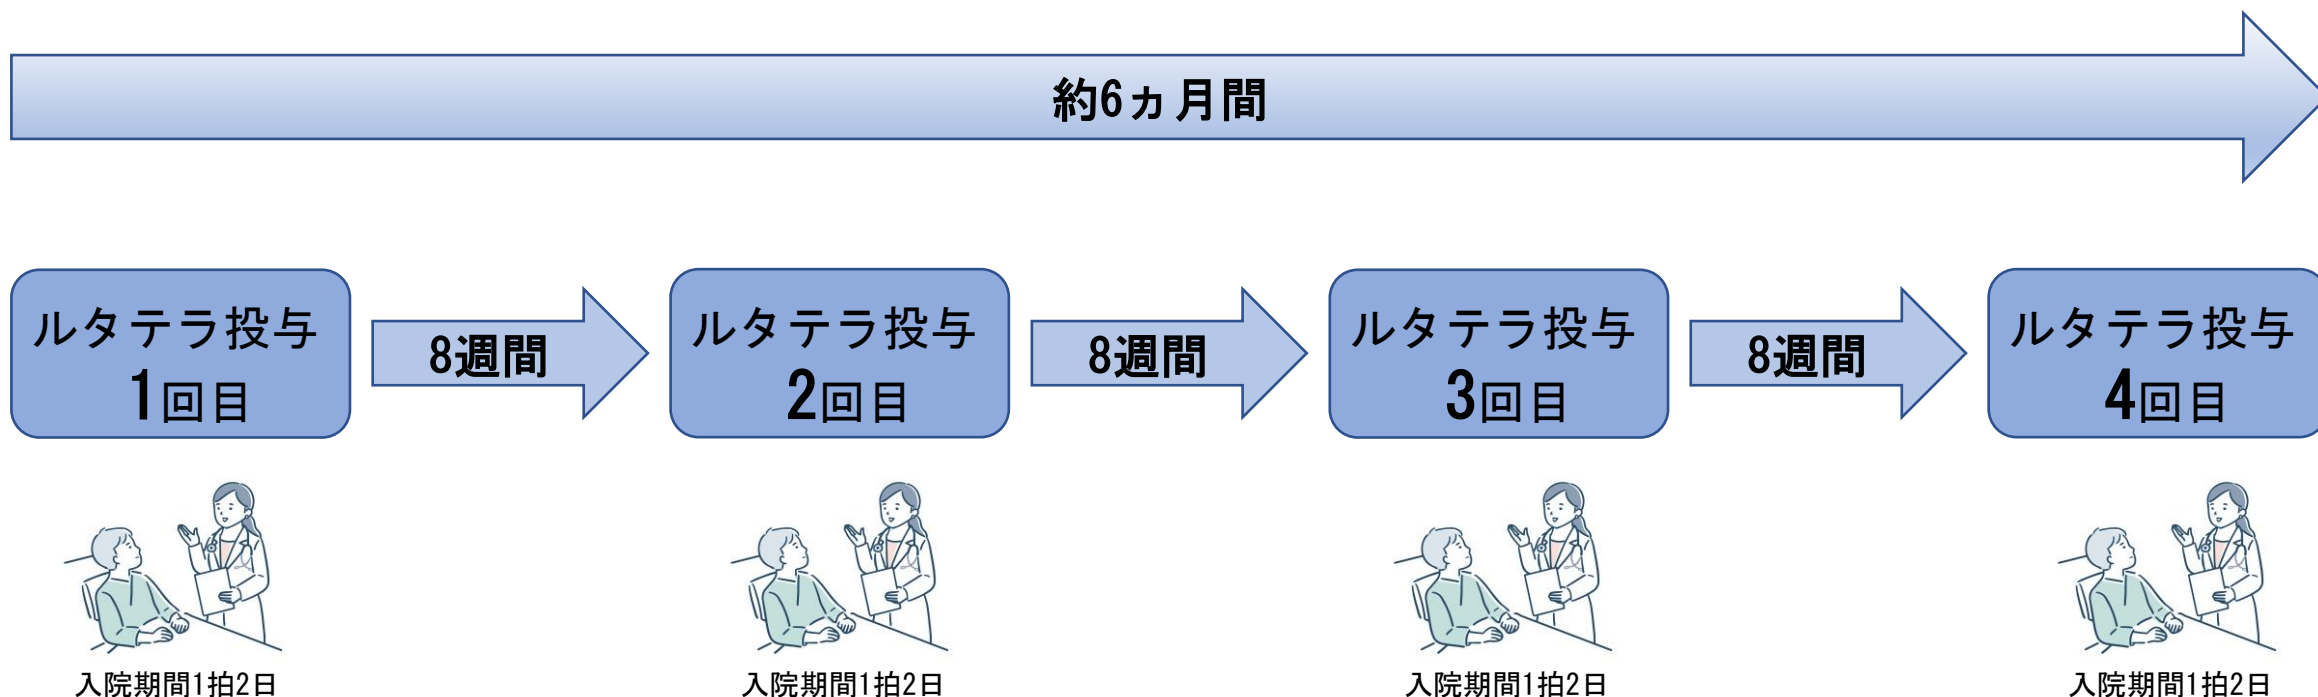 約6ヵ月間
ルタテラ投与
1回目
8週間
ルタテラ投与
2回目
8週間
ルタテラ投与
3回目
8週間
ルタテラ投与
4回目
入院期間1拍2日
入院期間1拍2日
入院期間1拍2日
入院期間1拍2日